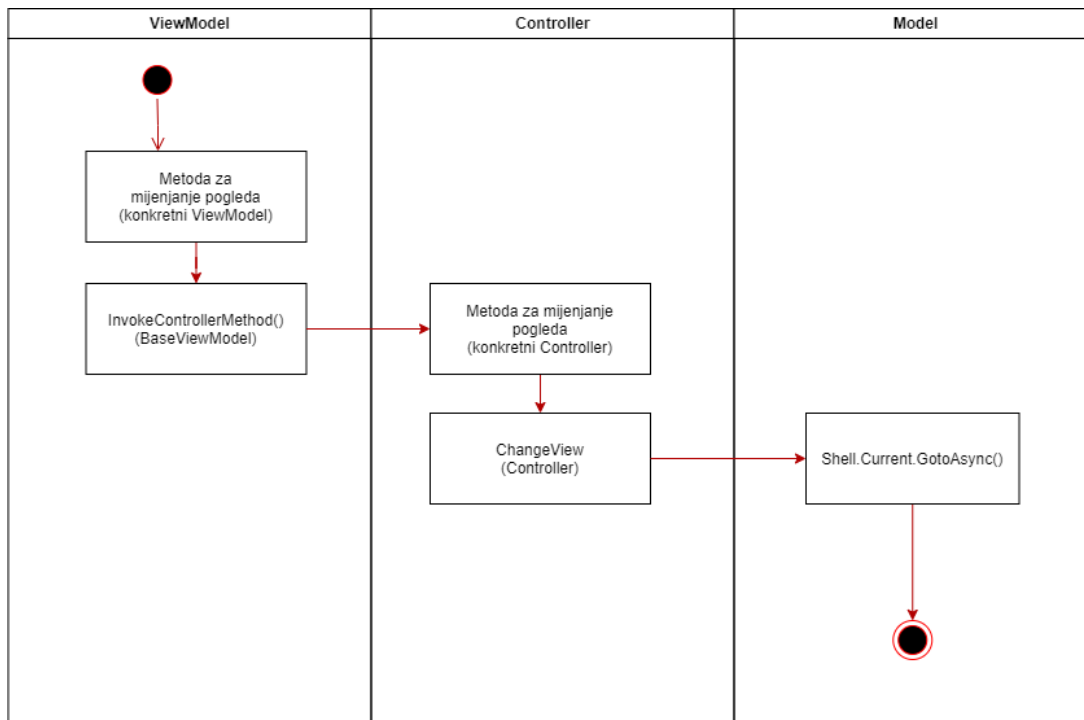 ViewModel
Controller
Model
Metoda za
mijenjanje pogleda
(konkretni ViewModel)
InvokeControllerMethod()
(BaseViewModel)
Metoda za mijenjanje
pogleda
(konkretni Controller)
ChangeView
(Controller)
Shell.Current.GotoAsync()